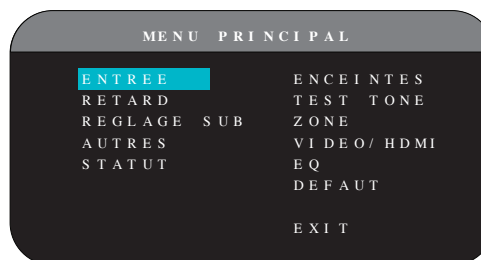 MENU PRINCIPAL
ENTREE
RETARD
REGLAGE SUB
AUTRES
STATUT
ENCEINTES
TEST TONE
ZONE
VIDEO/HDMI
EQ
DEFAUT
EXIT